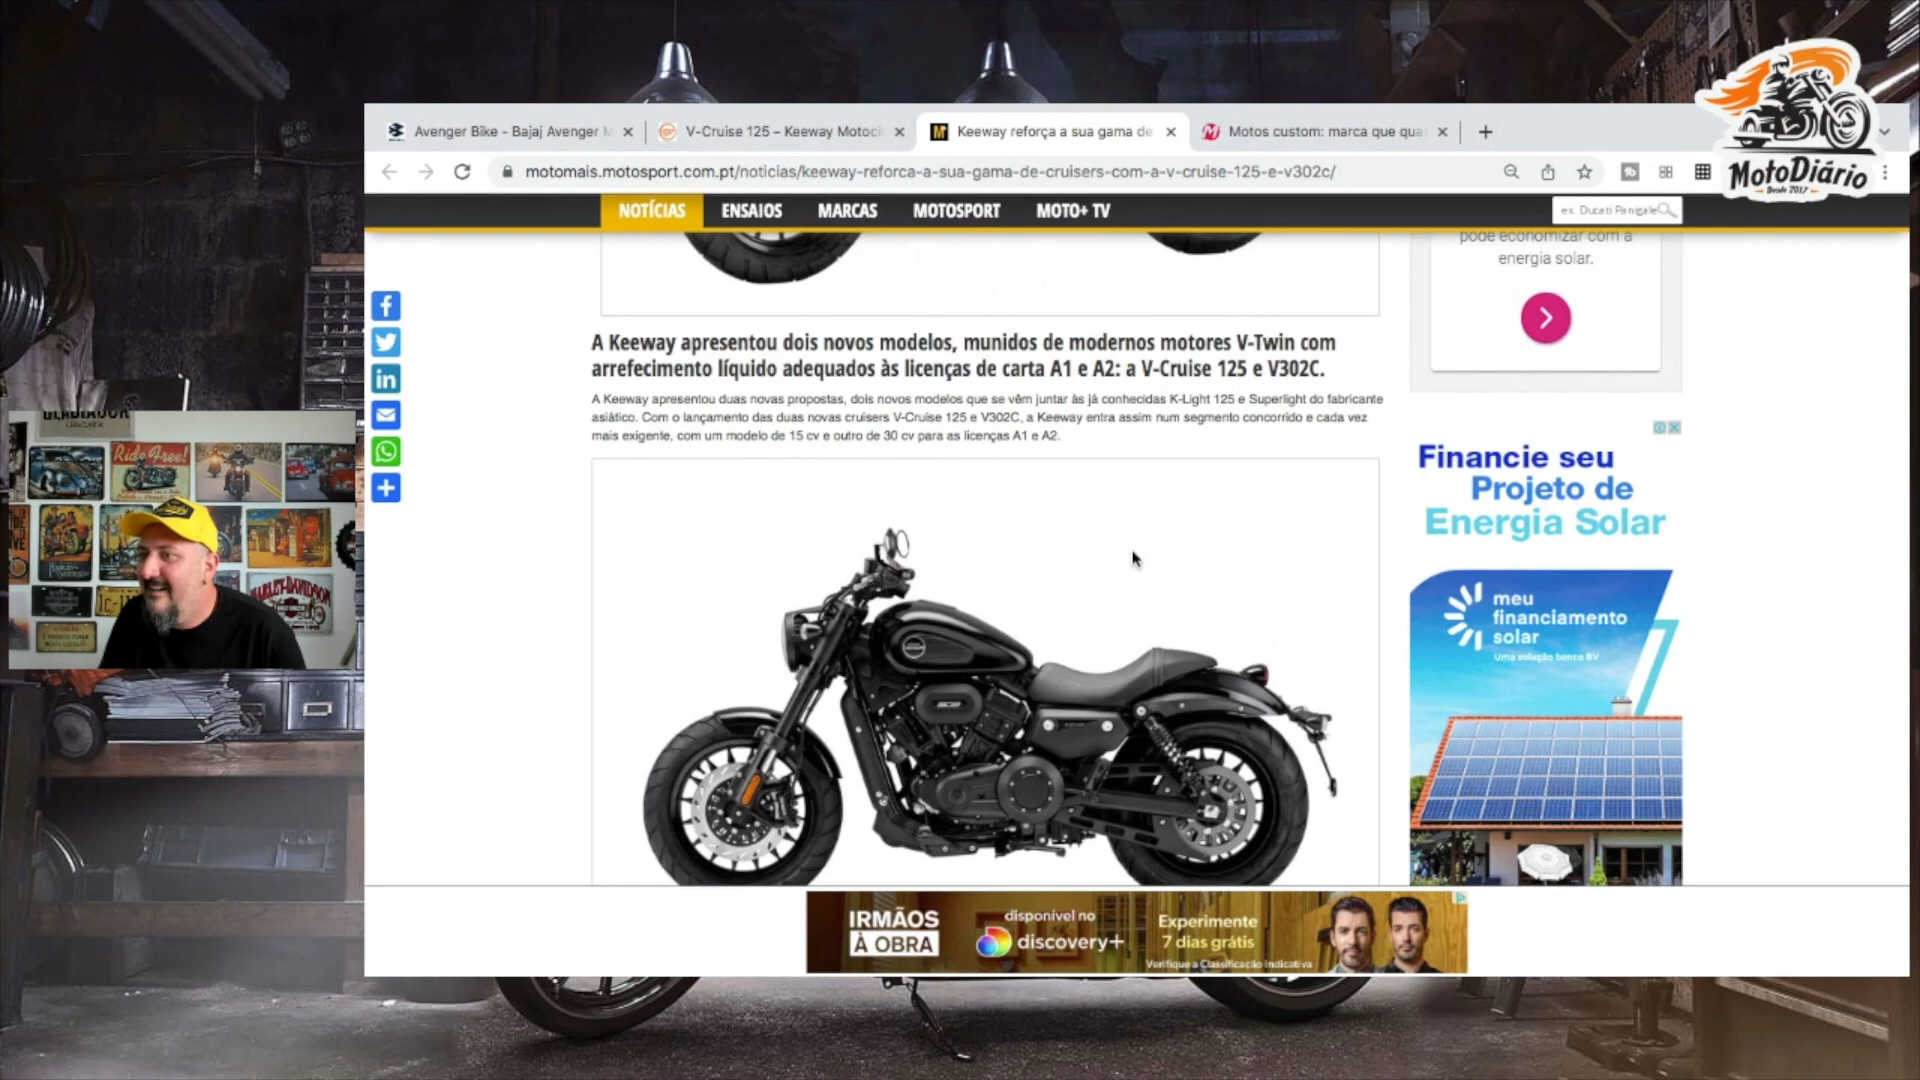 MotoDiário
Desde 2017
Avenger Bike - Bajaj Avenger
V-Cruise 125 – Keeway Motoci
Keeway reforça a sua gama de
Motos custom: marca que qua
motomais.motosport.com.pt/noticias/keeway-reforca-a-sua-gama-de-cruisers-com-a-v-cruise-125-e-v302c/
NOTÍCIAS
ENSAIOS
MARCAS
MOTOSPORT
MOTO+ TV
ex. Ducati Panigale
pode economizar com a
energia solar.
A Keeway apresentou dois novos modelos, munidos de modernos motores V-Twin com
arrefecimento líquido adequados às licenças de carta A1 e A2: a V-Cruise 125 e V302C.
A Keeway apresentou duas novas propostas, dois novos modelos que se vêm juntar às já conhecidas K-Light 125 e Superlight do fabricante
asiático. Com o lançamento das duas novas cruisers V-Cruise 125 e V302C, a Keeway entra assim num segmento concorrido e cada vez
mais exigente, com um modelo de 15 cv e outro de 30 cv para as licenças A1 e A2.
GLADIADOR
Ride Free!
HARLEY-DAVIDSON
Financie seu
Projeto de
Energia Solar
meu
financiamento
solar
Uma solução banco BV
IRMÃOS
À OBRA
disponível no
discovery+
Experimente
7 dias grátis
Verifique a Classificação Indicativa